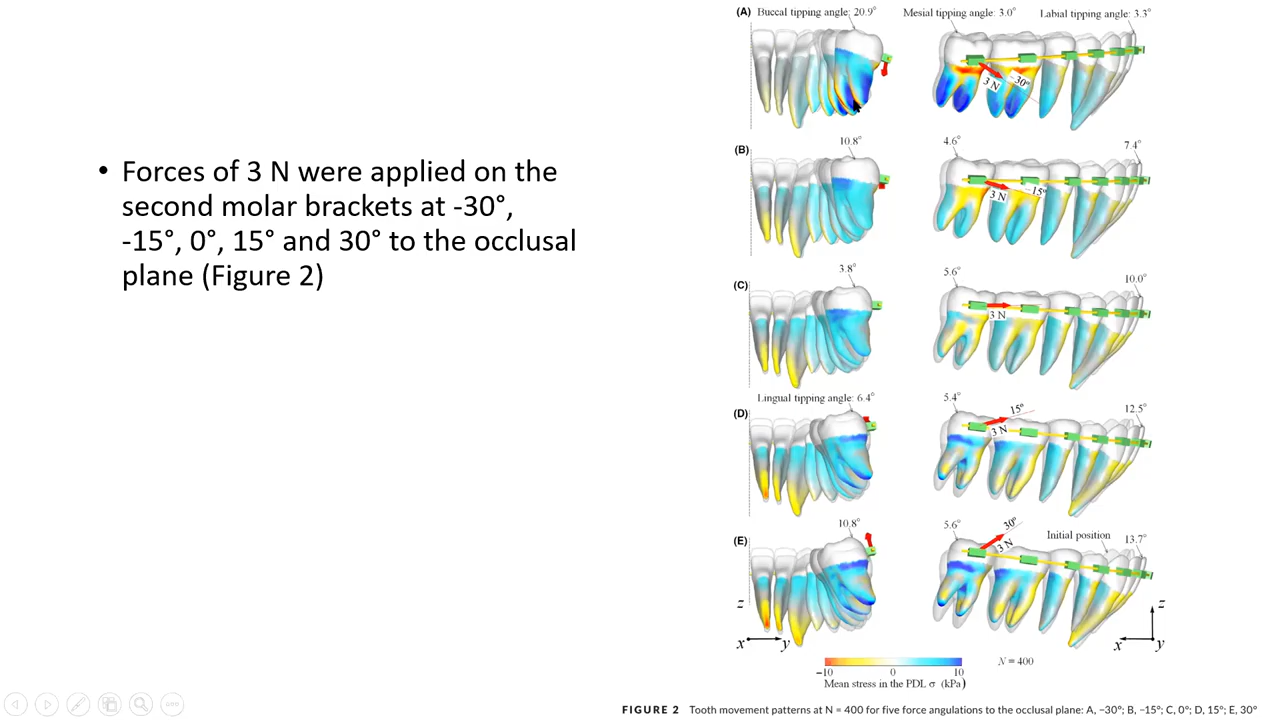 • Forces of 3 N were applied on the
second molar brackets at -30°,
-15°, 0°, 15° and 30° to the occlusal
plane (Figure 2)
(A) Buccal tipping angle: 20.9° Mesial tipping angle: 3.0° Labial tipping angle: 3.3°
3 N −30°
(B) 10.8° 4.6° 7.4°
3 N −15°
(C) 3.8° 5.6° 10.0°
3 N
(D) Lingual tipping angle: 6.4° 5.4° 12.5°
15°
3 N
(E) 10.8° 5.6° 30° Initial position 13.7°
3 N
z z
x y x y
−10 0 10 N = 400
Mean stress in the PDL σ (kPa)
FIGURE 2 Tooth movement patterns at N = 400 for five force angulations to the occlusal plane: A, −30°; B, −15°; C, 0°; D, 15°; E, 30°